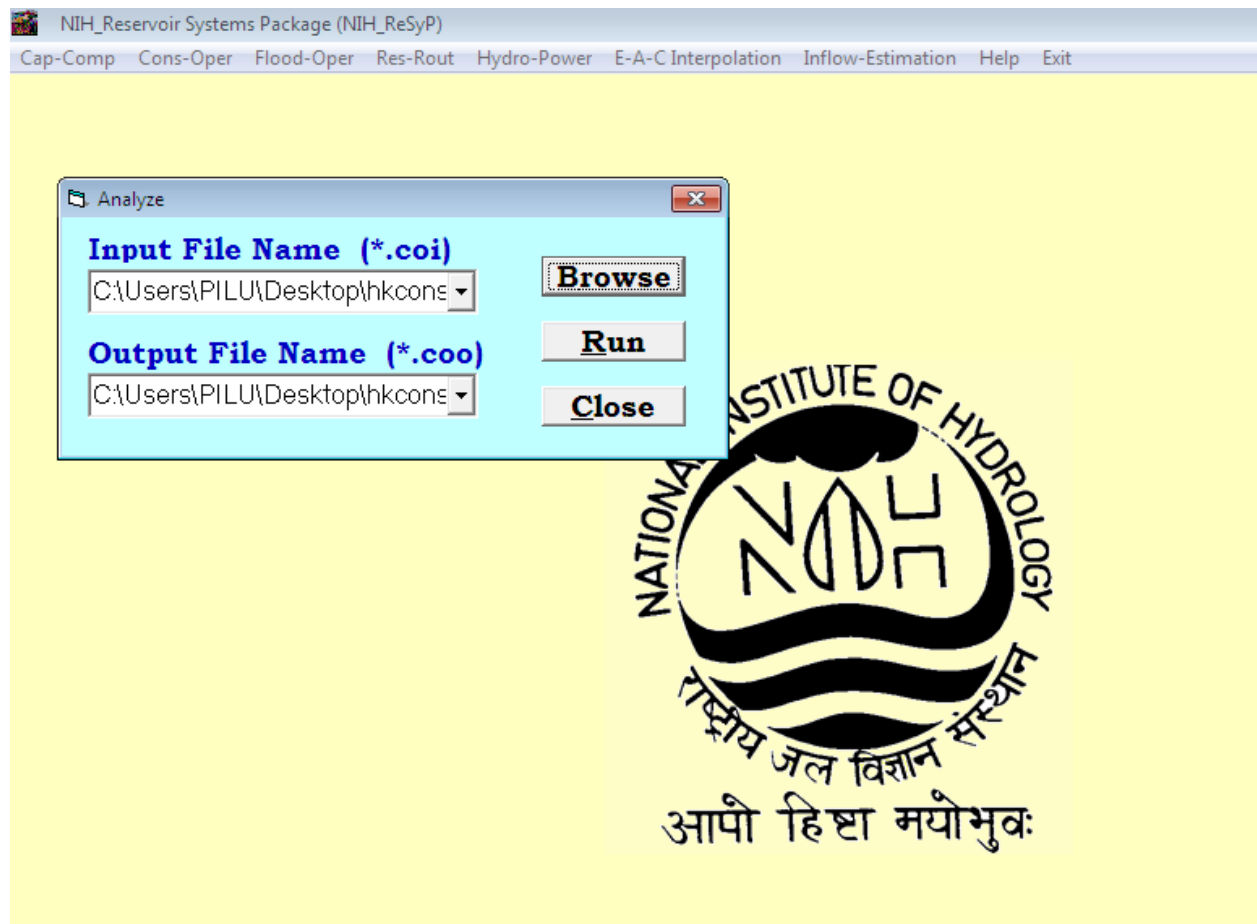 NIH_Reservoir Systems Package (NIH_ReSyP)
Cap-Comp Cons-Oper Flood-Oper Res-Rout Hydro-Power E-A-C Interpolation Inflow-Estimation Help Exit
Analyze
Input File Name (*.coi)
C:\Users\PILU\Desktop\hkcons
Browse
Run
Output File Name (*.coo)
C:\Users\PILU\Desktop\hkcons
Close
NATIONAL INSTITUTE OF HYDROLOGY
NIH
राष्ट्रीय जल विज्ञान संस्थान
आपो हिष्टा मयोभुवः